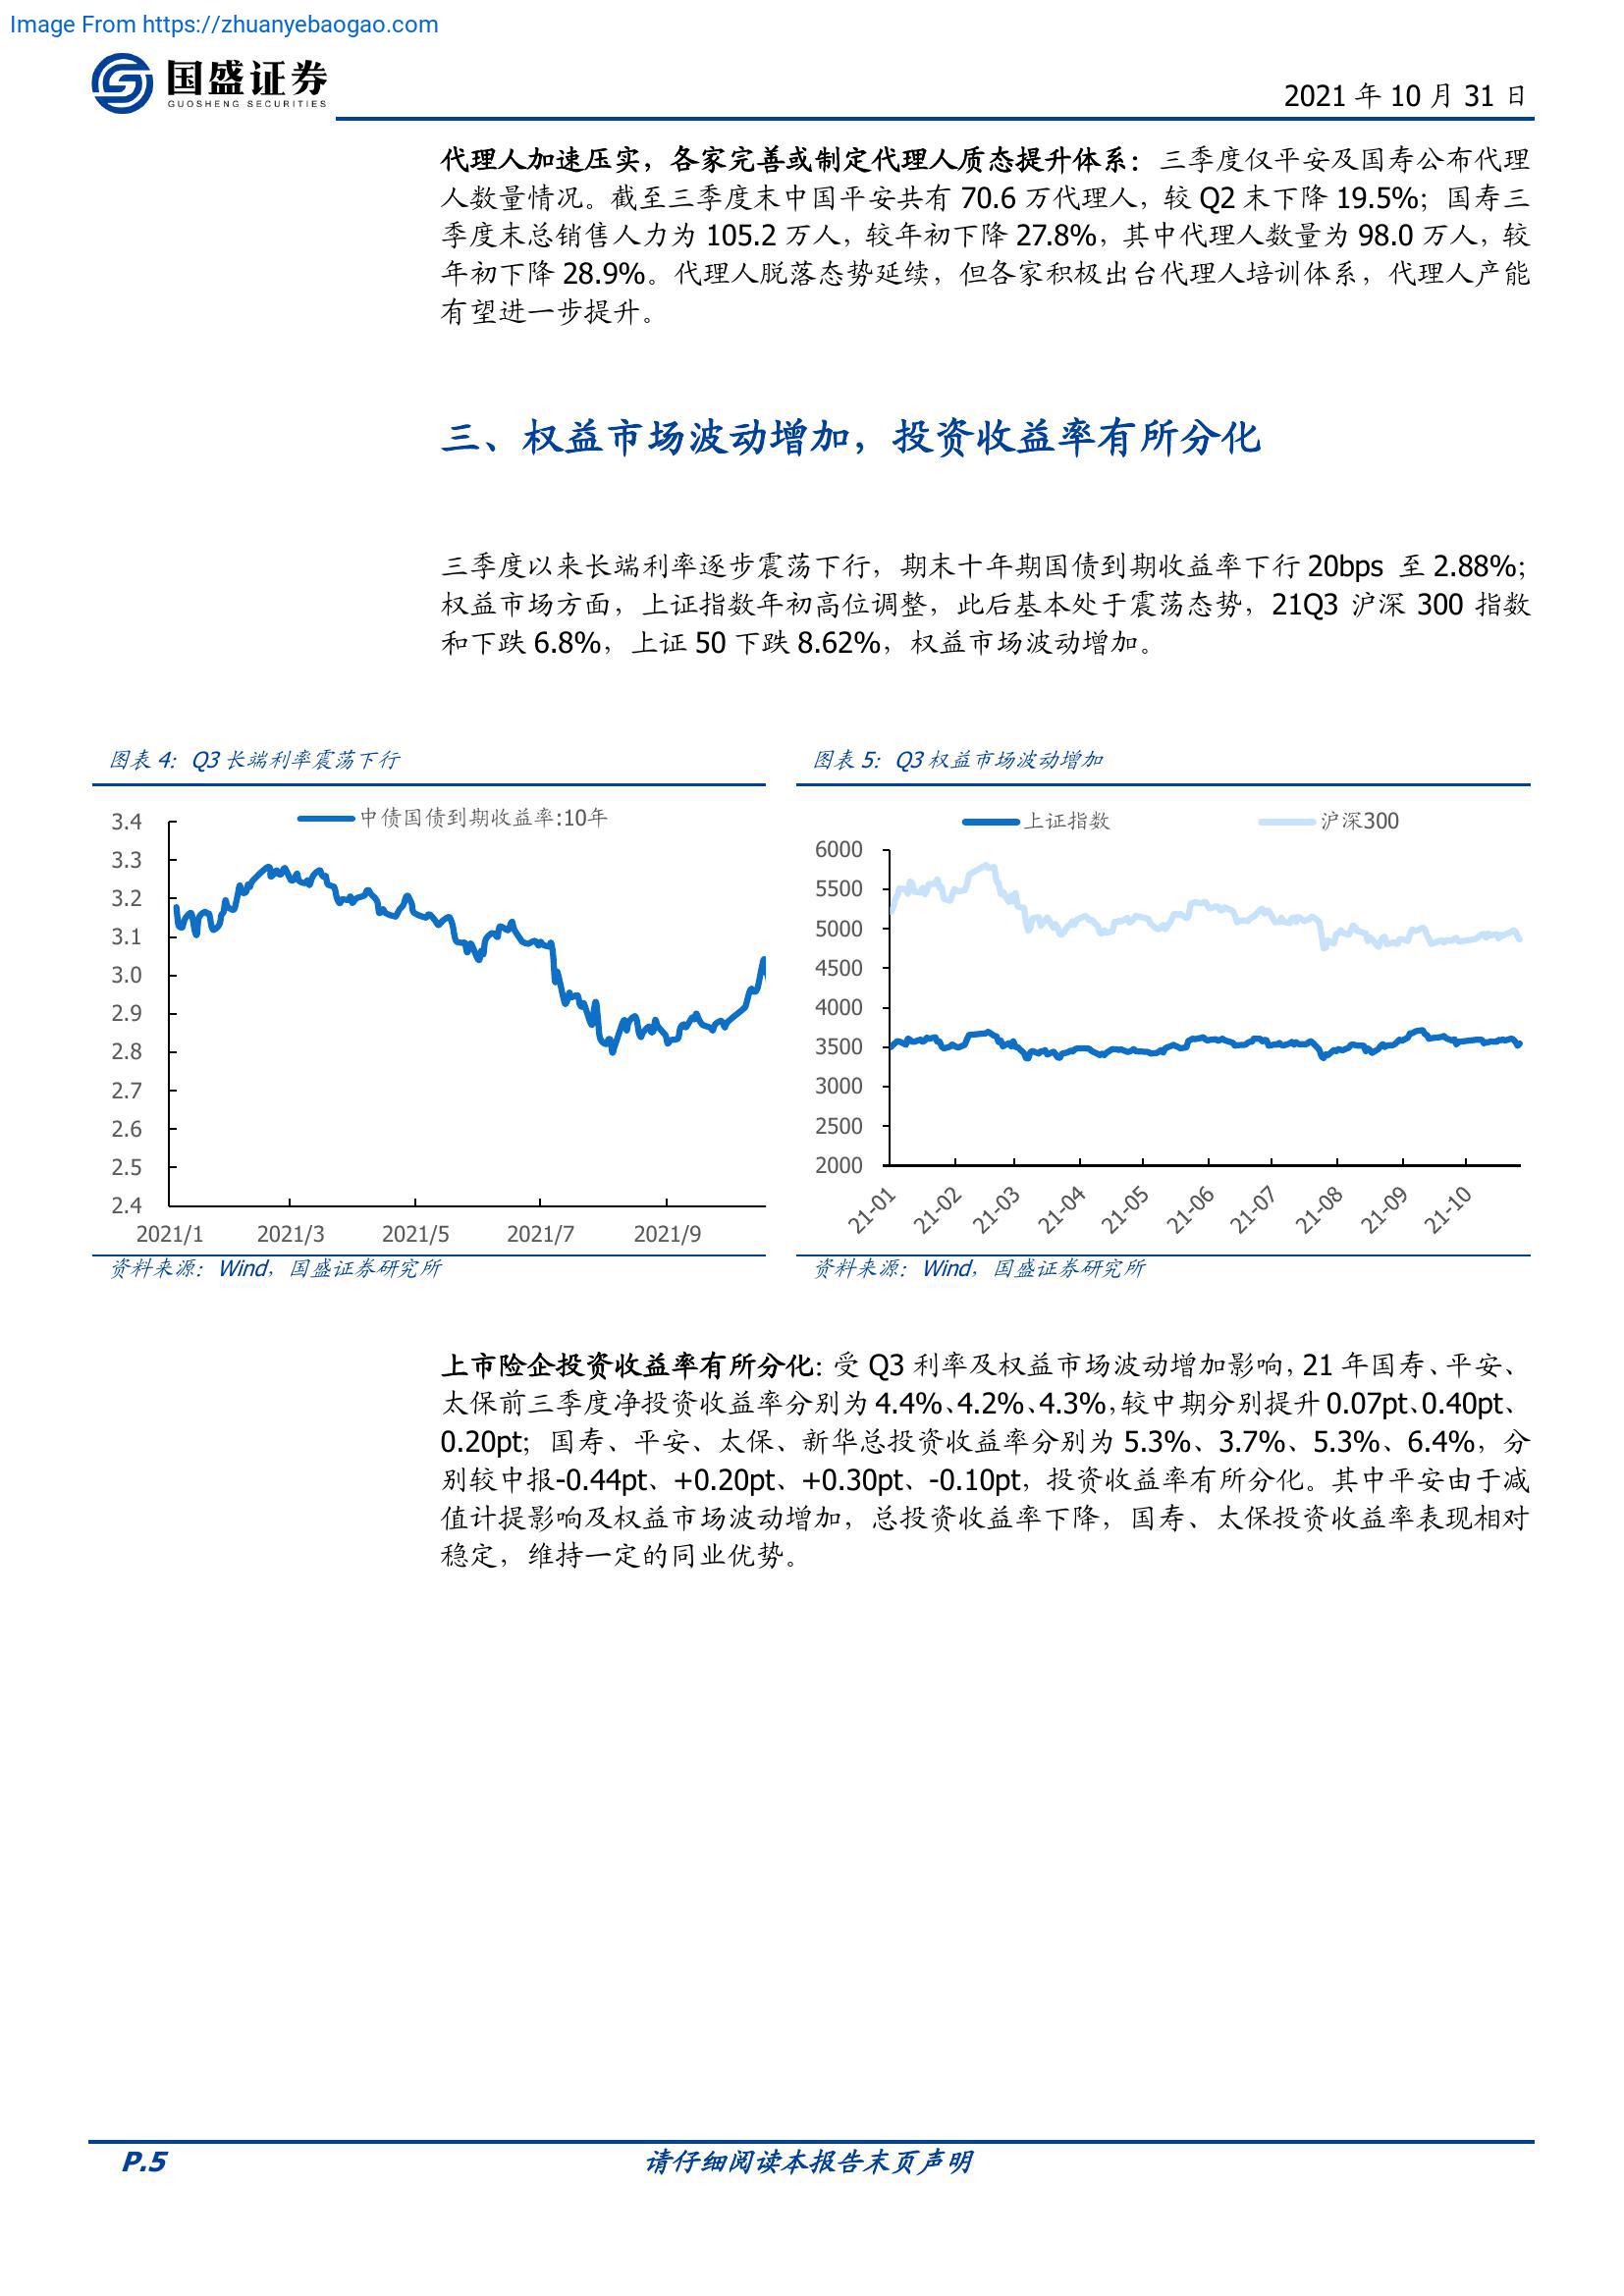 Image From https://zhuanyebaogao.com
国盛证券
GUOSHENG SECURITIES
2021 年 10 月 31 日
代理人加速压实，各家完善或制定代理人质态提升体系：三季度仅平安及国寿公布代理
人数量情况。截至三季度末中国平安共有 70.6 万代理人，较 Q2 末下降 19.5%；国寿三
季度末总销售人力为 105.2 万人，较年初下降 27.8%，其中代理人数量为 98.0 万人，较
年初下降 28.9%。代理人脱落态势延续，但各家积极出台代理人培训体系，代理人产能
有望进一步提升。
三、权益市场波动增加，投资收益率有所分化
三季度以来长端利率逐步震荡下行，期末十年期国债到期收益率下行 20bps 至 2.88%；
权益市场方面，上证指数年初高位调整，此后基本处于震荡态势，21Q3 沪深 300 指数
和下跌 6.8%，上证 50 下跌 8.62%，权益市场波动增加。
图表 4：Q3 长端利率震荡下行
中债国债到期收益率:10年
3.4
3.3
3.2
3.1
3.0
2.9
2.8
2.7
2.6
2.5
2.4
2021/1 2021/3 2021/5 2021/7 2021/9
资料来源：Wind，国盛证券研究所
图表 5：Q3 权益市场波动增加
上证指数 沪深300
6000
5500
5000
4500
4000
3500
3000
2500
2000
21-01 21-02 21-03 21-04 21-05 21-06 21-07 21-08 21-09 21-10
资料来源：Wind，国盛证券研究所
上市险企投资收益率有所分化：受 Q3 利率及权益市场波动增加影响，21 年国寿、平安、
太保前三季度净投资收益率分别为 4.4%、4.2%、4.3%，较中期分别提升 0.07pt、0.40pt、
0.20pt；国寿、平安、太保、新华总投资收益率分别为 5.3%、3.7%、5.3%、6.4%，分
别较中报-0.44pt、+0.20pt、+0.30pt、-0.10pt，投资收益率有所分化。其中平安由于减
值计提影响及权益市场波动增加，总投资收益率下降，国寿、太保投资收益率表现相对
稳定，维持一定的同业优势。
P.5
请仔细阅读本报告末页声明